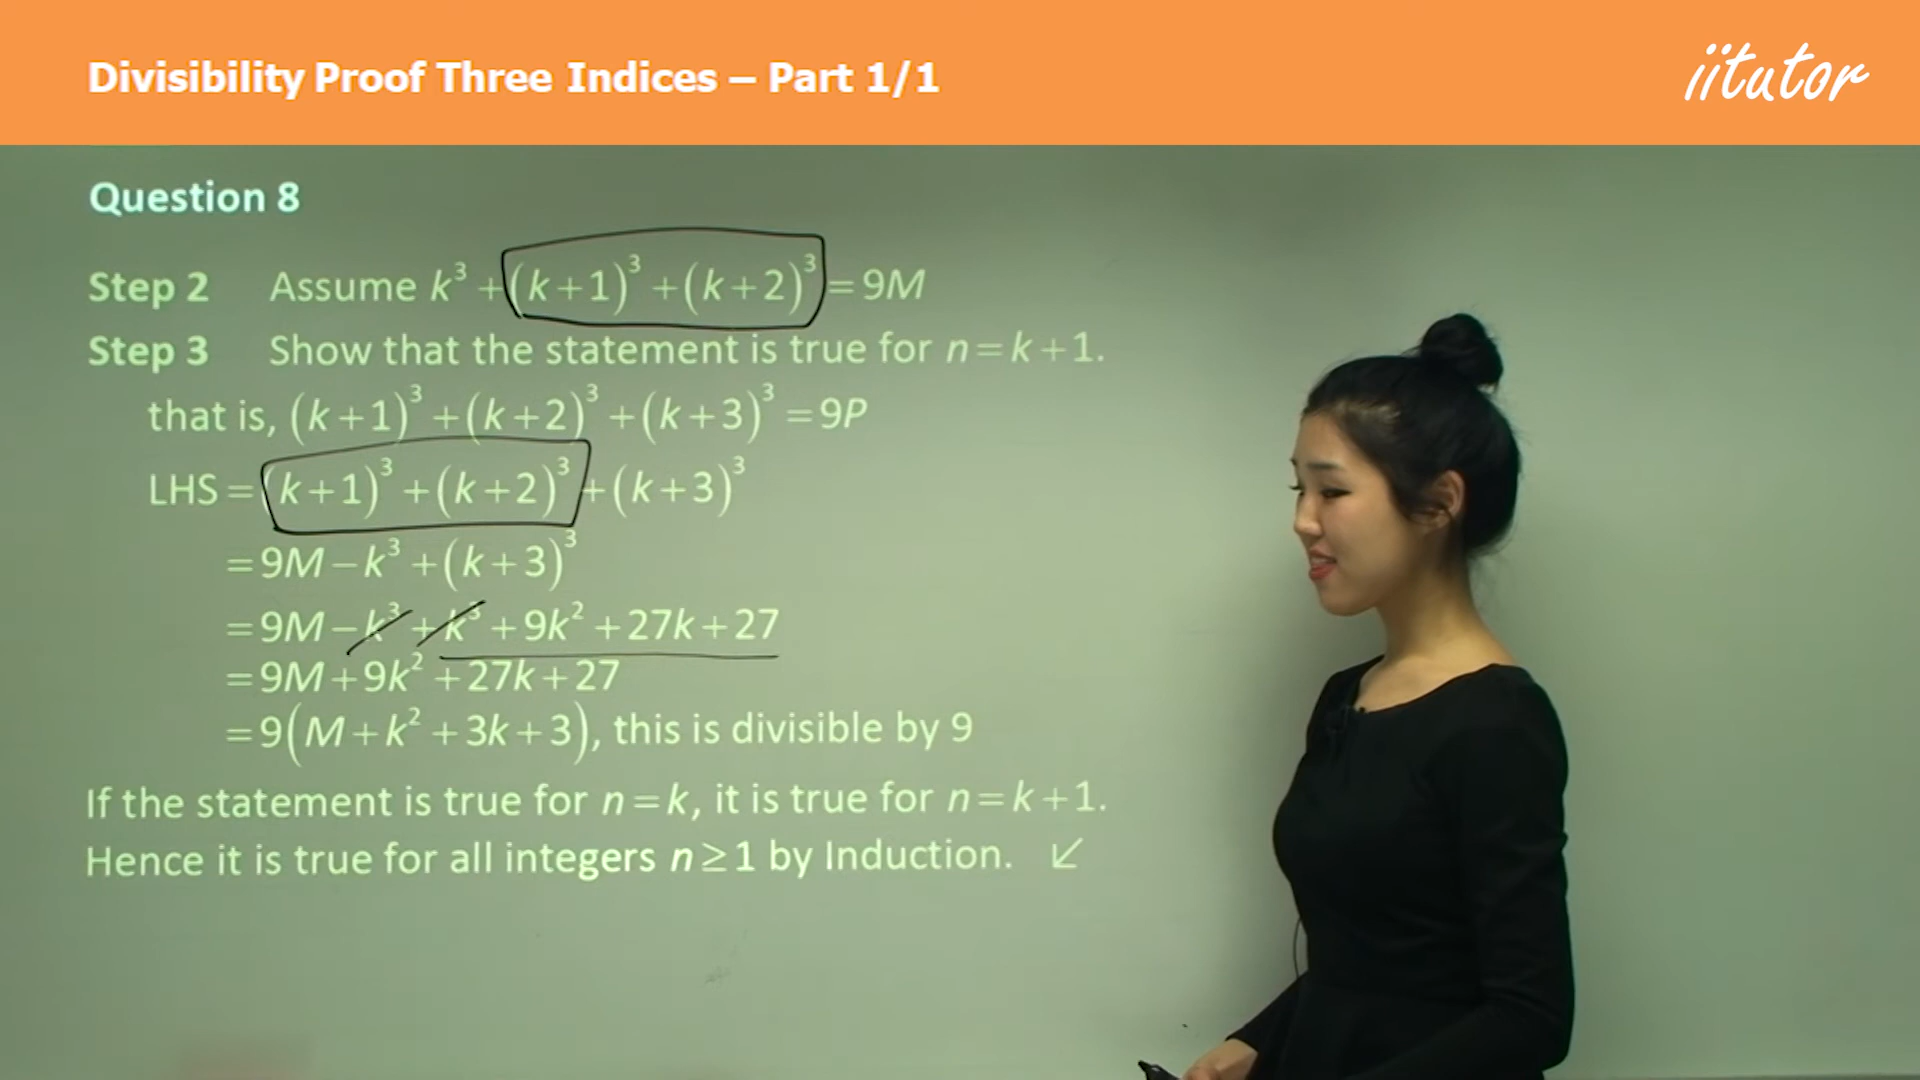 Divisibility Proof Three Indices – Part 1/1
iitutor
Question 8
Step 2 Assume k³ + (k+1)³ + (k+2)³ = 9M
Step 3 Show that the statement is true for n = k + 1.
that is, (k+1)³ + (k+2)³ + (k+3)³ = 9P
LHS = (k+1)³ + (k+2)³ + (k+3)³
= 9M − k³ + (k+3)³
= 9M − k³ + k³ + 9k² + 27k + 27
= 9M + 9k² + 27k + 27
= 9(M + k² + 3k + 3), this is divisible by 9
If the statement is true for n = k, it is true for n = k + 1.
Hence it is true for all integers n ≥ 1 by Induction. ↙